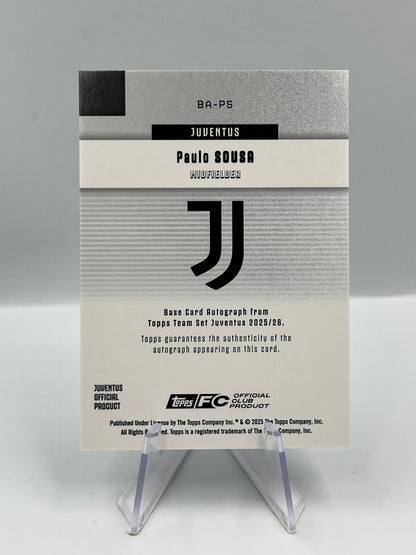 BA-PS
JUVENTUS
Paulo SOUSA
MIDFIELDER
Base Card Autograph from
Topps Team Set Juventus 2025/26.
Topps guarantees the authenticity of the
autograph appearing on this card.
JUVENTUS
OFFICIAL
PRODUCT
Topps FC OFFICIAL
CLUB
PRODUCT
Published Under License by The Topps Company Inc.® & © 2025 The Topps Company, Inc.
All Rights Reserved. Topps is a registered trademark of The Topps Company, Inc.